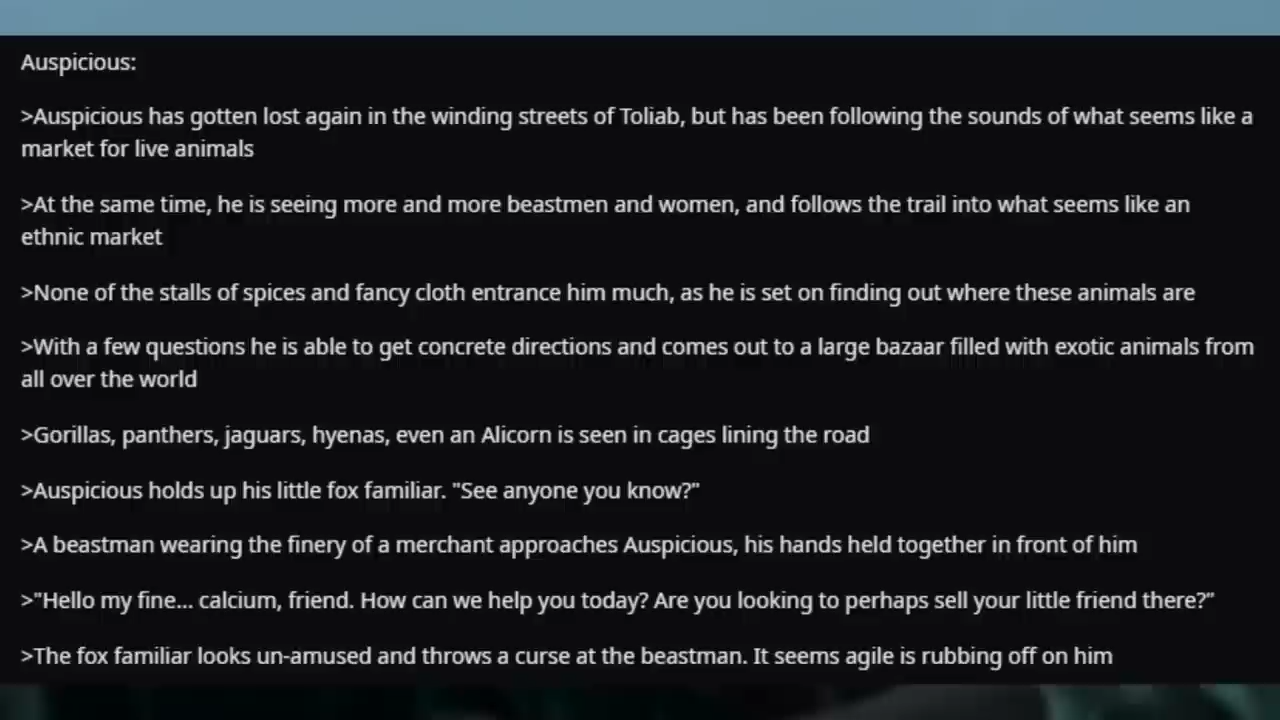 Auspicious:
>Auspicious has gotten lost again in the winding streets of Toliab, but has been following the sounds of what seems like a
market for live animals
>At the same time, he is seeing more and more beastmen and women, and follows the trail into what seems like an
ethnic market
>None of the stalls of spices and fancy cloth entrance him much, as he is set on finding out where these animals are
>With a few questions he is able to get concrete directions and comes out to a large bazaar filled with exotic animals from
all over the world
>Gorillas, panthers, jaguars, hyenas, even an Alicorn is seen in cages lining the road
>Auspicious holds up his little fox familiar. "See anyone you know?"
>A beastman wearing the finery of a merchant approaches Auspicious, his hands held together in front of him
>"Hello my fine... calcium, friend. How can we help you today? Are you looking to perhaps sell your little friend there?"
>The fox familiar looks un-amused and throws a curse at the beastman. It seems agile is rubbing off on him